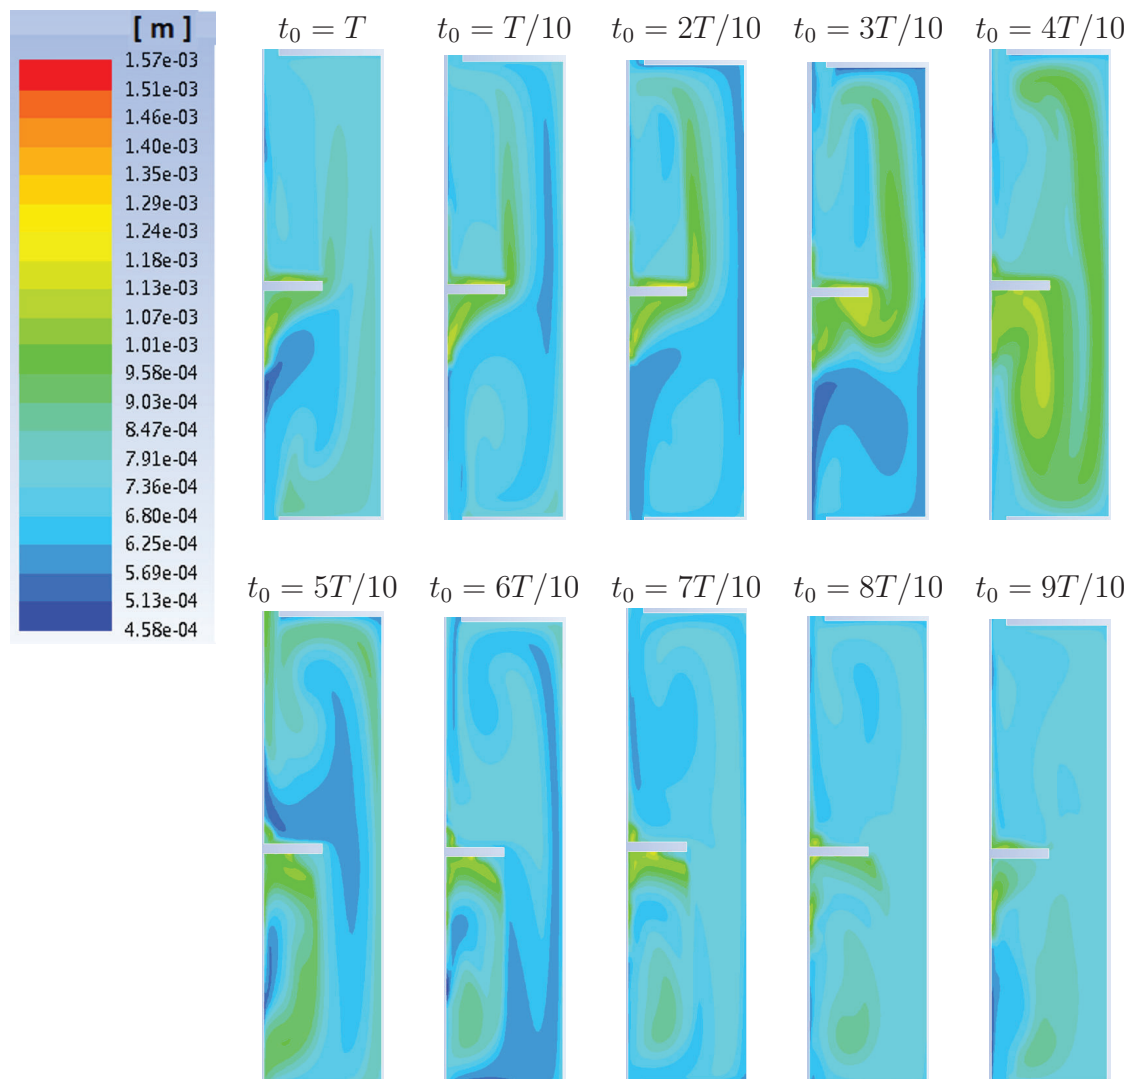 [ m ]
1.57e-03
1.51e-03
1.46e-03
1.40e-03
1.35e-03
1.29e-03
1.24e-03
1.18e-03
1.13e-03
1.07e-03
1.01e-03
9.58e-04
9.03e-04
8.47e-04
7.91e-04
7.36e-04
6.80e-04
6.25e-04
5.69e-04
5.13e-04
4.58e-04
t₀ = T
t₀ = T/10
t₀ = 2T/10
t₀ = 3T/10
t₀ = 4T/10
t₀ = 5T/10
t₀ = 6T/10
t₀ = 7T/10
t₀ = 8T/10
t₀ = 9T/10